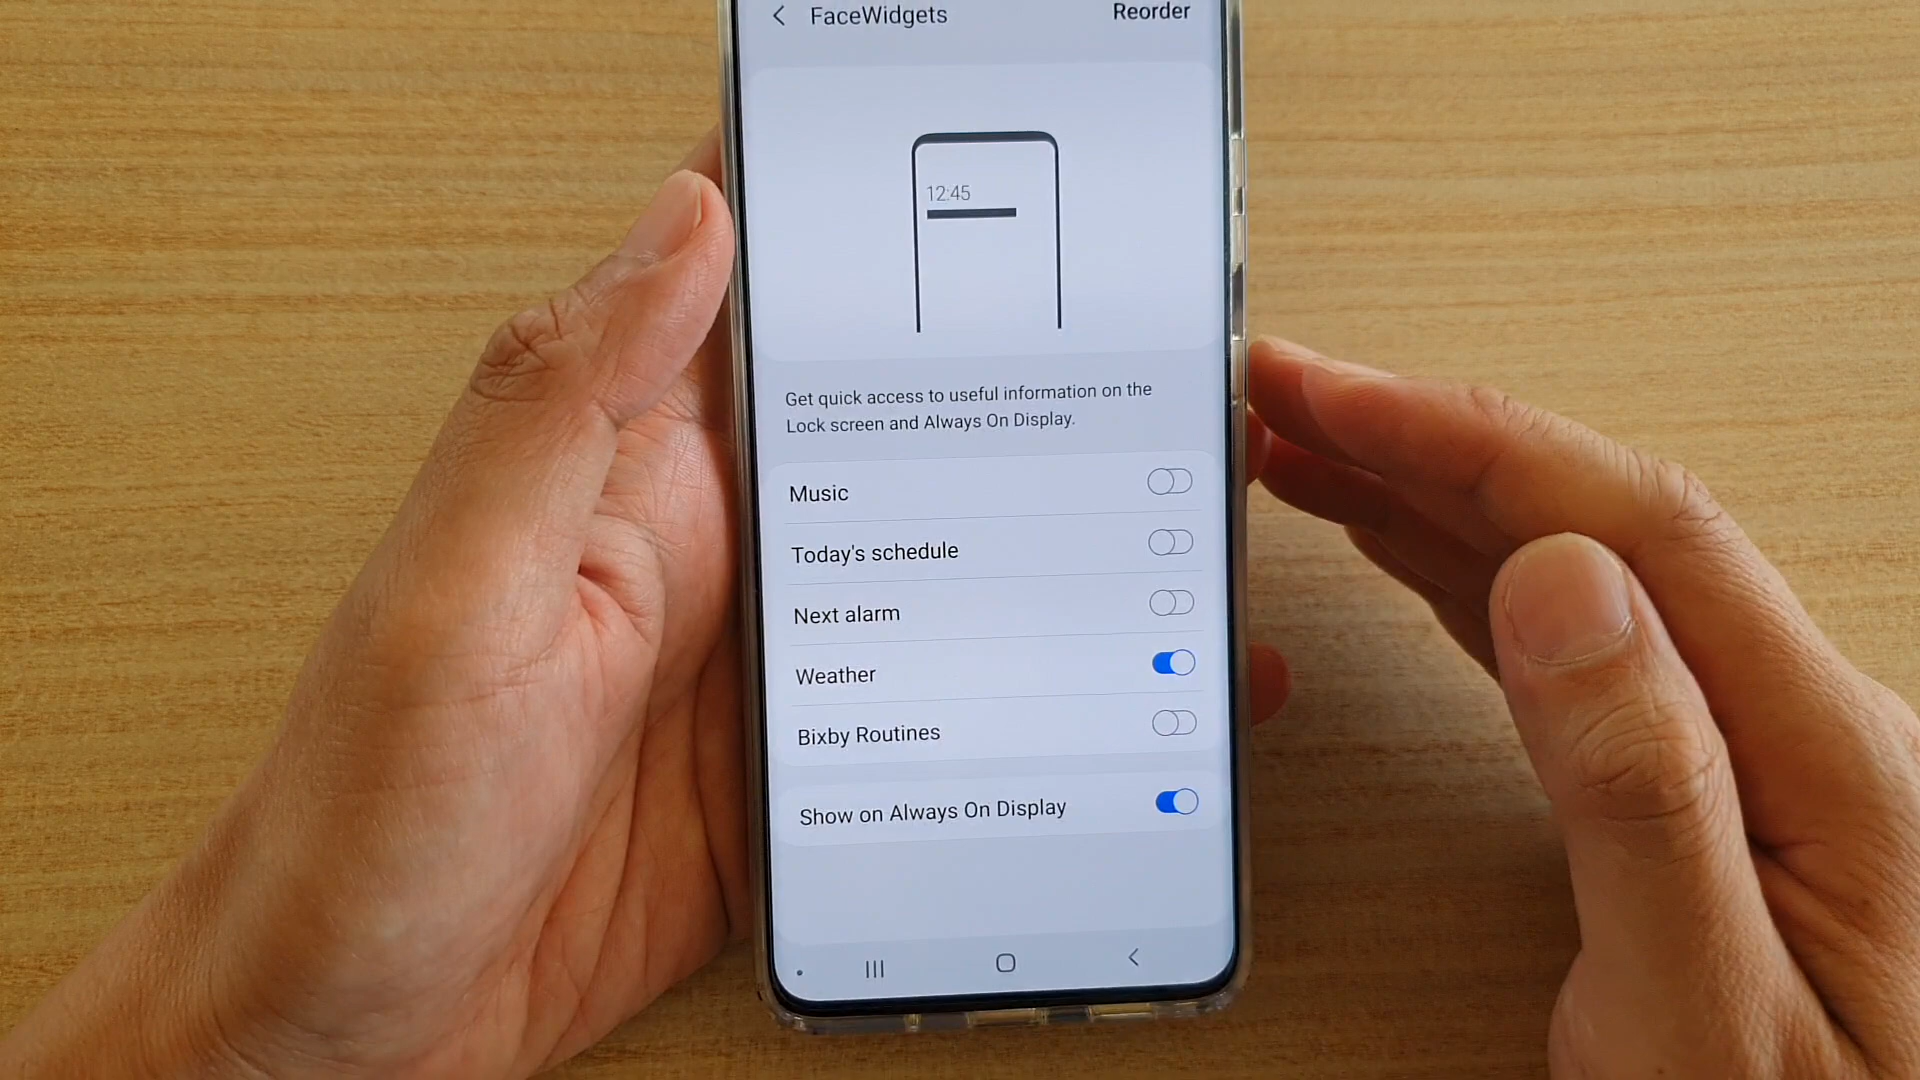 FaceWidgets
Reorder
12:45
Get quick access to useful information on the
Lock screen and Always On Display.
Music
Today's schedule
Next alarm
Weather
Bixby Routines
Show on Always On Display